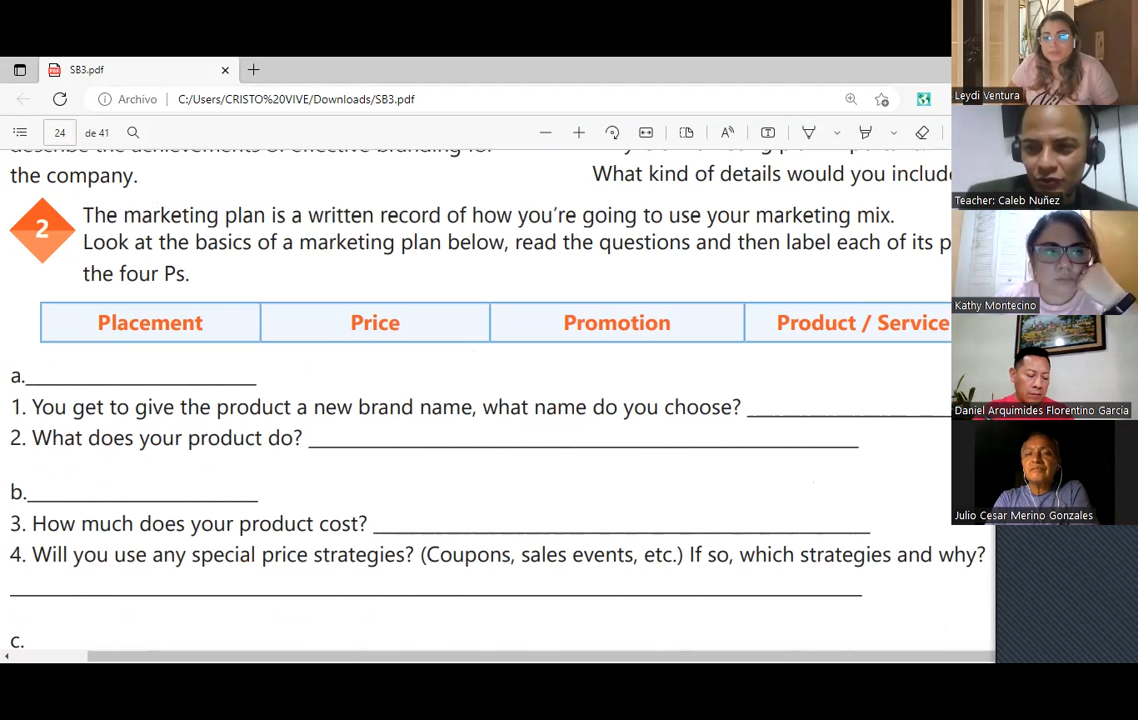 SB3.pdf
Archivo
C:/Users/CRISTO%20VIVE/Downloads/SB3.pdf
24
de 41
the company.
What kind of details would you include
2
The marketing plan is a written record of how you're going to use your marketing mix.
Look at the basics of a marketing plan below, read the questions and then label each of its p
the four Ps.
Placement
Price
Promotion
Product / Service
a.
1. You get to give the product a new brand name, what name do you choose?
2. What does your product do?
b.
3. How much does your product cost?
4. Will you use any special price strategies? (Coupons, sales events, etc.) If so, which strategies and why?
c.
Leydi Ventura
Teacher: Caleb Nuñez
Kathy Montecino
Daniel Arquimides Florentino Garcia
Julio Cesar Merino Gonzales